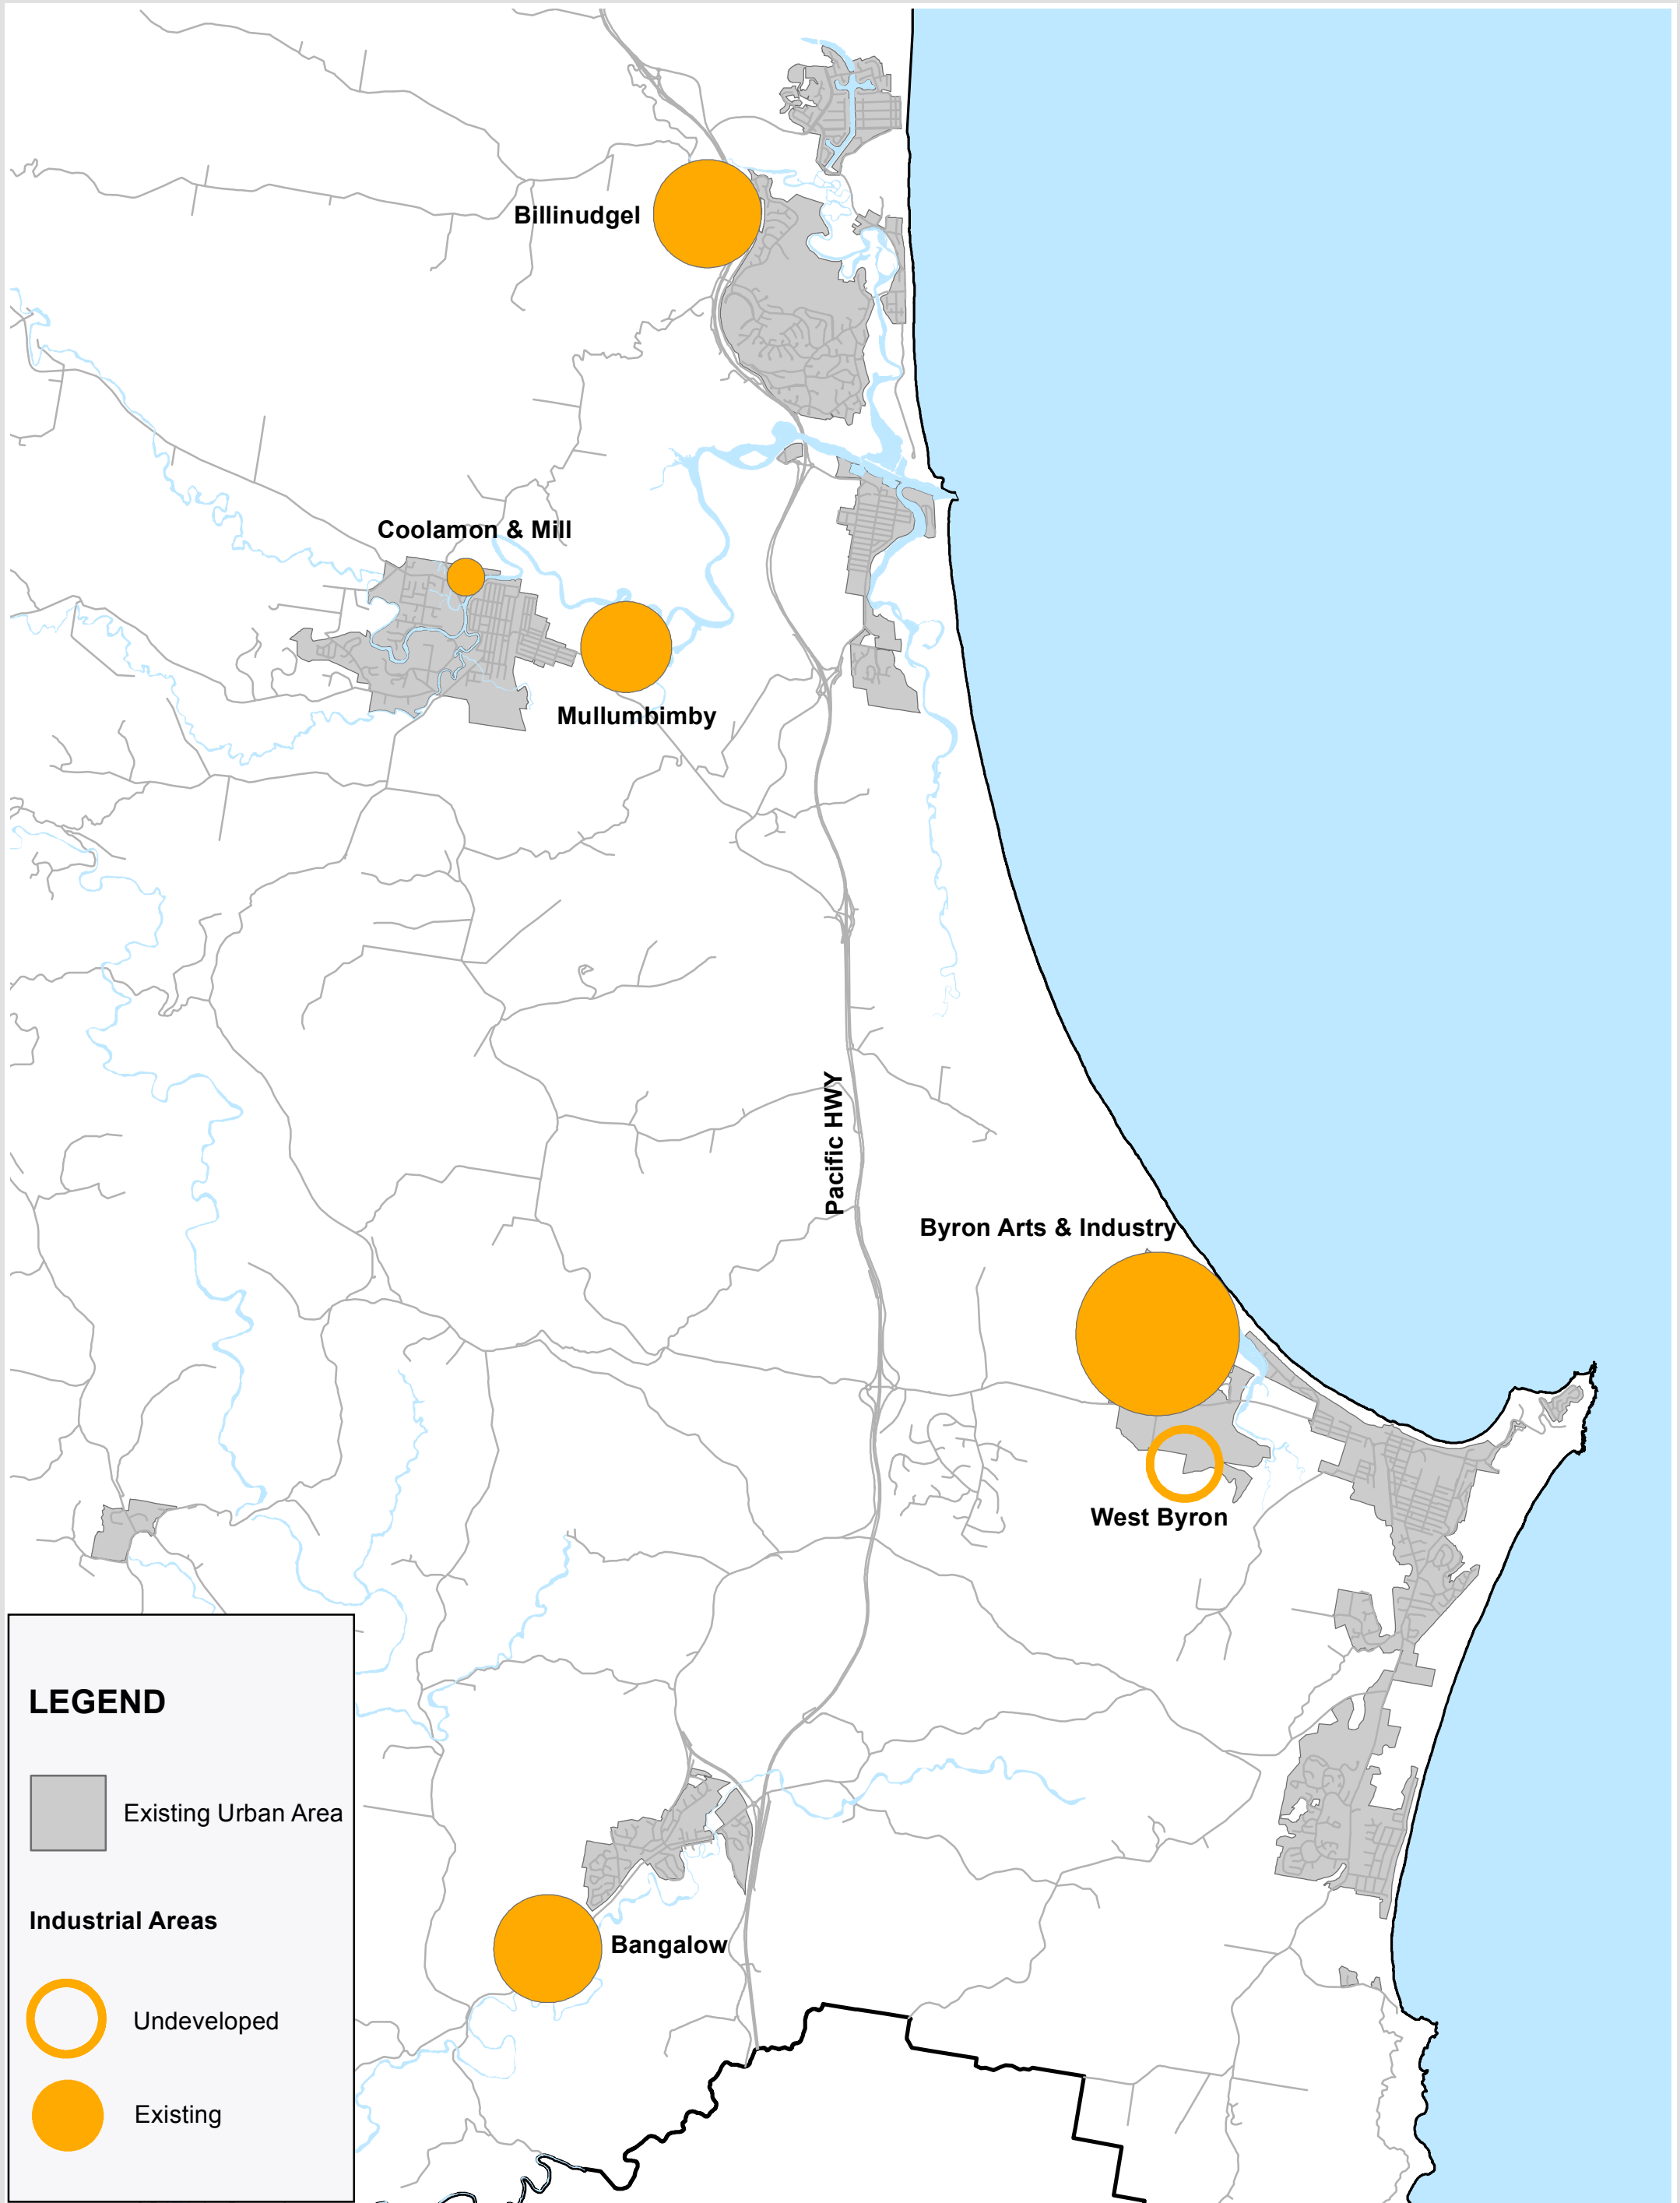 Billinudgel
Coolamon & Mill
Mullumbimby
Pacific HWY
Byron Arts & Industry
West Byron
Bangalow
LEGEND
Existing Urban Area
Industrial Areas
Undeveloped
Existing